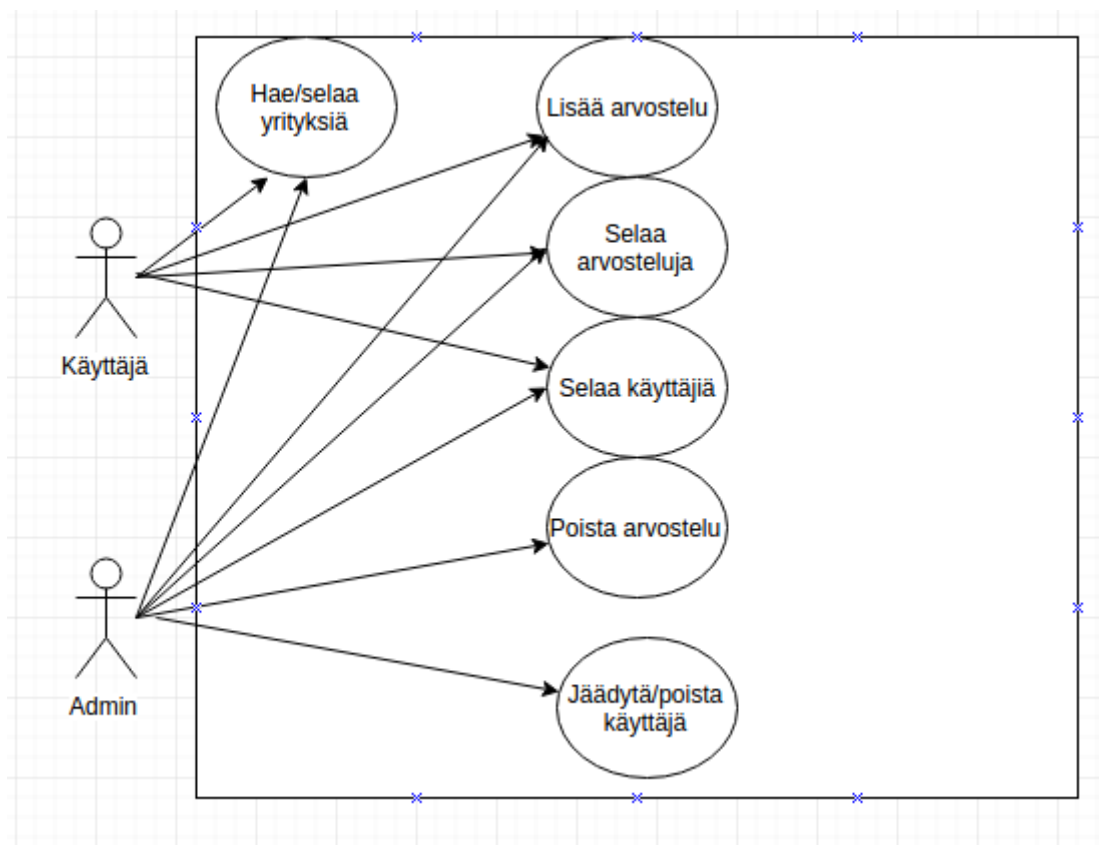 Hae/selaa
yrityksiä
Lisää arvostelu
Selaa
arvosteluja
Käyttäjä
Selaa käyttäjiä
Poista arvostelu
Admin
Jäädytä/poista
käyttäjä